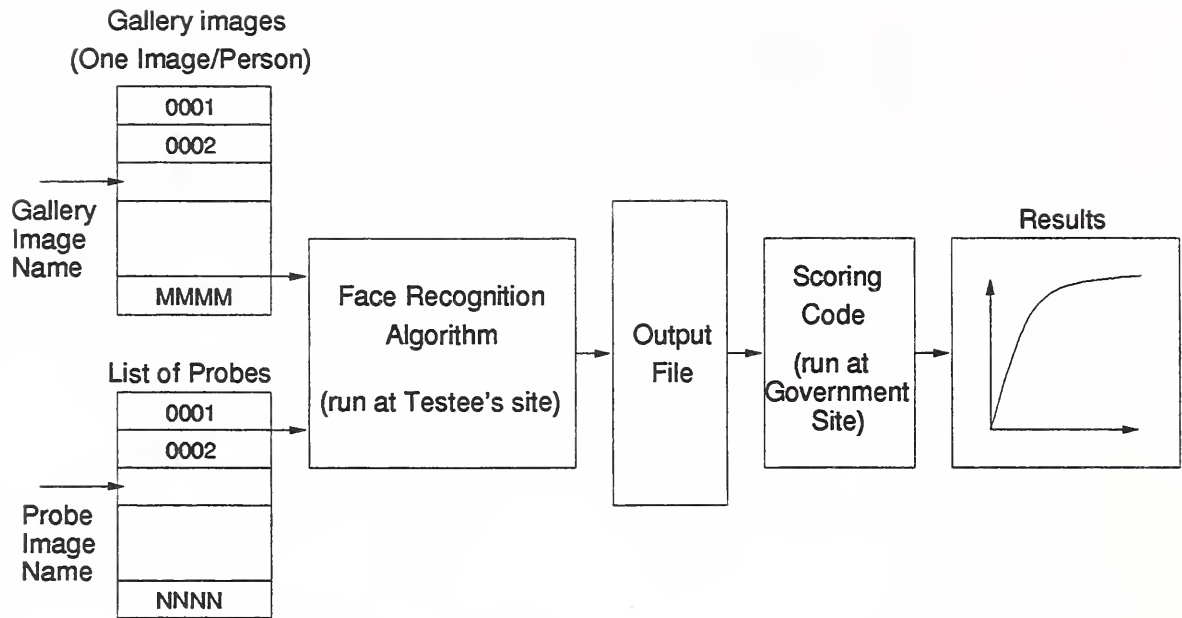 Gallery images
(One Image/Person)
0001
0002
Gallery
Image
Name
MMMM
List of Probes
0001
0002
Probe
Image
Name
NNNN
Face Recognition
Algorithm
(run at Testee's site)
Output
File
Scoring
Code
(run at
Government
Site)
Results